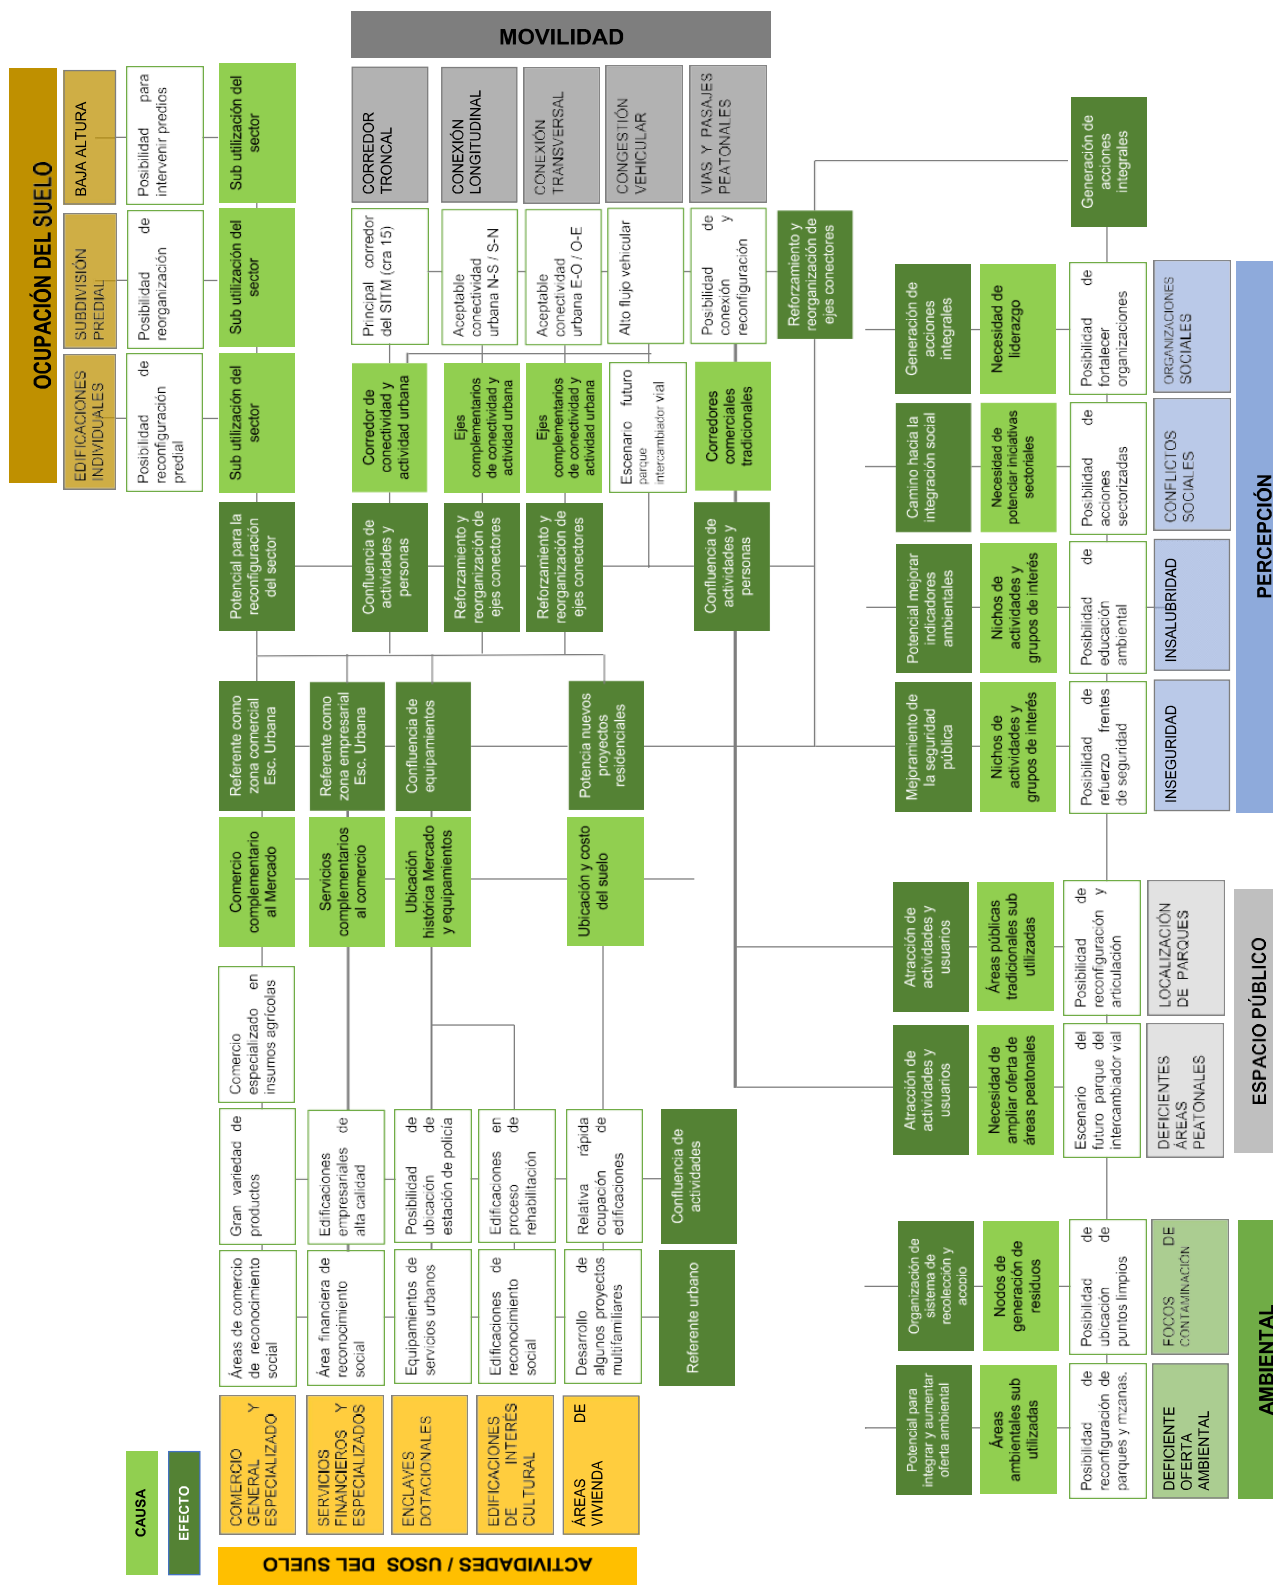 MOVILIDAD
OCUPACIÓN DEL SUELO
EDIFICACIONES
INDIVIDUALES
SUBDIVISIÓN
PREDIAL
BAJA ALTURA
Posibilidad de
reconfiguración
predial
Posibilidad de
reorganización
Posibilidad para
intervenir predios
Sub utilización del
sector
Sub utilización del
sector
Sub utilización del
sector
Potencial para la
reconfiguración
del sector
CORREDOR
TRONCAL
CONEXIÓN
LONGITUDINAL
CONEXIÓN
TRANSVERSAL
CONGESTIÓN
VEHICULAR
VIAS Y PASAJES
PEATONALES
Principal corredor
del SITM (cra 15)
Aceptable
conectividad
urbana N-S / S-N
Aceptable
conectividad
urbana E-O / O-E
Alto flujo vehicular
Posibilidad de
conexión y
reconfiguración
Corredor de
conectividad y
actividad urbana
Ejes
complementarios
de conectividad y
actividad urbana
Ejes
complementarios
de conectividad y
actividad urbana
Escenario futuro
parque
intercambiador vial
Corredores
comerciales
tradicionales
Confluencia de
actividades y
personas
Reforzamiento y
reorganización de
ejes conectores
Reforzamiento y
reorganización de
ejes conectores
Confluencia de
actividades y
personas
Reforzamiento y
reorganización de
ejes conectores
Generación de
acciones
integrales
CAUSA
EFECTO
ACTIVIDADES / USOS DEL SUELO
COMERCIO
GENERAL Y
ESPECIALIZADO
SERVICIOS
FINANCIEROS Y
ESPECIALIZADOS
ENCLAVES
DOTACIONALES
EDIFICACIONES
DE INTERÉS
CULTURAL
ÁREAS DE
VIVIENDA
Áreas de comercio
de reconocimiento
social
Área financiera de
reconocimiento
social
Equipamientos de
servicios urbanos
Edificaciones de
reconocimiento
social
Desarrollo de
algunos proyectos
multifamiliares
Referente urbano
Gran variedad de
productos
Edificaciones
empresariales de
alta calidad
Posibilidad de
ubicación de
estación de policía
Edificaciones en
proceso de
rehabilitación
Relativa rápida
ocupación de
edificaciones
Confluencia de
actividades
Comercio
especializado en
insumos agrícolas
Comercio
complementario
al Mercado
Servicios
complementarios
al comercio
Ubicación
histórica Mercado
y equipamientos
Ubicación y costo
del suelo
Referente como
zona comercial
Esc. Urbana
Referente como
zona empresarial
Esc. Urbana
Confluencia de
equipamientos
Potencia nuevos
proyectos
residenciales
Potencial para
integrar y aumentar
oferta ambiental
Organización de
sistema de
recolección y
acopio
Áreas
ambientales sub
utilizadas
Nodos de
generación de
residuos
Posibilidad de
reconfiguración de
parques y mzanas.
Posibilidad de
ubicación de
puntos limpios
DEFICIENTE
OFERTA
AMBIENTAL
FOCOS DE
CONTAMINACIÓN
AMBIENTAL
Atracción de
actividades y
usuarios
Atracción de
actividades y
usuarios
Necesidad de
ampliar oferta de
áreas peatonales
Áreas públicas
tradicionales sub
utilizadas
Escenario del
futuro parque del
intercambiador vial
Posibilidad de
reconfiguración y
articulación
DEFICIENTES
ÁREAS
PEATONALES
LOCALIZACIÓN
DE PARQUES
ESPACIO PÚBLICO
Mejoramiento de
la seguridad
pública
Potencial mejorar
indicadores
ambientales
Camino hacia la
integración social
Generación de
acciones
integrales
Nichos de
actividades y
grupos de interés
Nichos de
actividades y
grupos de interés
Necesidad de
potenciar iniciativas
sectoriales
Necesidad de
liderazgo
Posibilidad de
refuerzo frentes
de seguridad
Posibilidad de
educación
ambiental
Posibilidad de
acciones
sectorizadas
Posibilidad de
fortalecer
organizaciones
INSEGURIDAD
INSALUBRIDAD
CONFLICTOS
SOCIALES
ORGANIZACIONES
SOCIALES
PERCEPCIÓN